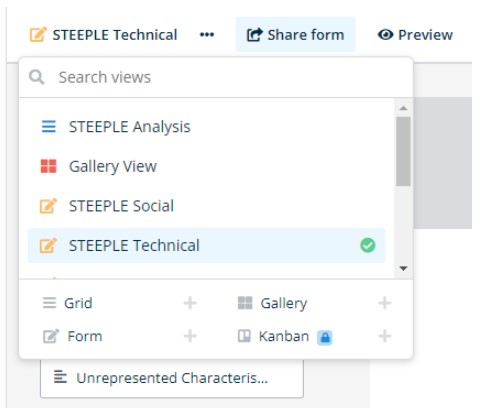 STEEPLE Technical ••• Share form Preview
Search views
STEEPLE Analysis
Gallery View
STEEPLE Social
STEEPLE Technical
Grid + Gallery +
Form + Kanban +
Unrepresented Characteris...